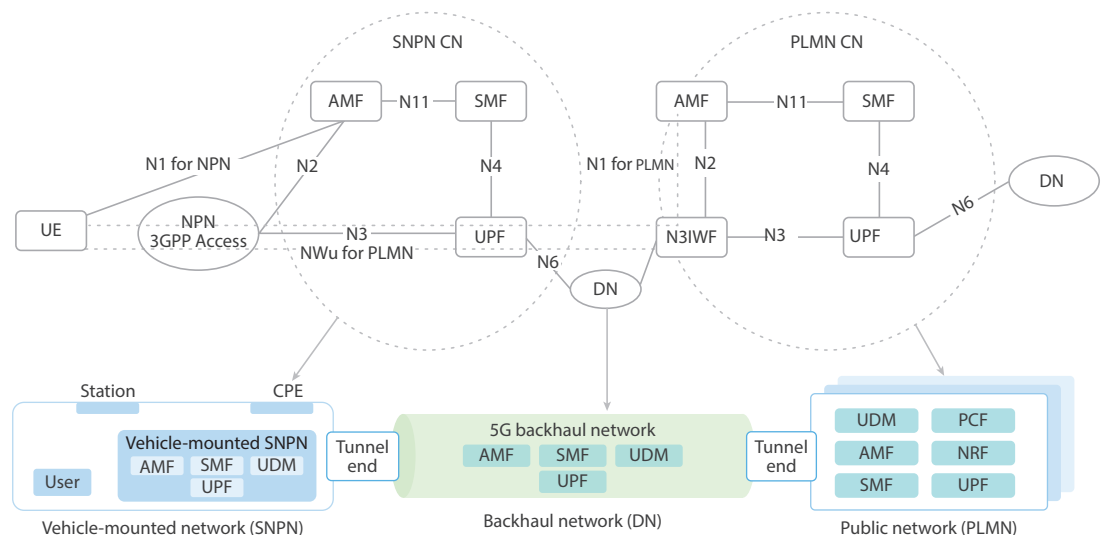 SNPN CN
PLMN CN
AMF
N11
SMF
AMF
N11
SMF
N1 for NPN
N2
N4
N1 for PLMN
N2
N4
DN
UE
NPN
3GPP Access
N3
NWu for PLMN
UPF
N6
DN
N3IWF
N3
UPF
N6
Station
CPE
Vehicle-mounted SNPN
AMF
SMF
UDM
UPF
User
Tunnel
end
5G backhaul network
AMF
SMF
UDM
UPF
Tunnel
end
UDM
PCF
AMF
NRF
SMF
UPF
Vehicle-mounted network (SNPN)
Backhaul network (DN)
Public network (PLMN)